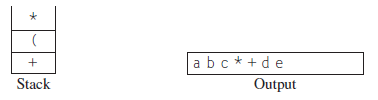 *
(
+
a b c * + d e
Stack
Output